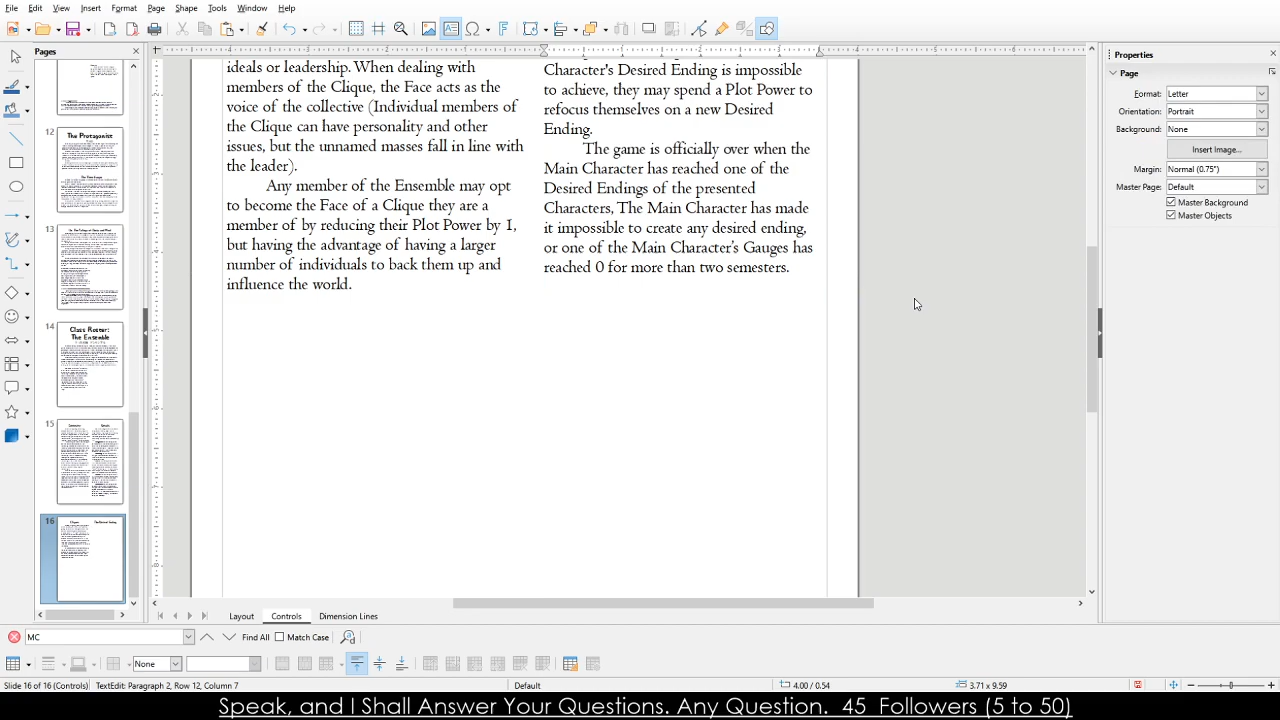 File Edit View Insert Format Page Shape Tools Window Help
Pages
12
The Protagonist
13
14
Class Roster:
The Ensemble
15
16
ideals or leadership. When dealing with
members of the Clique, the Face acts as the
voice of the collective (Individual members of
the Clique can have personality and other
issues, but the unnamed masses fall in line with
the leader).
Any member of the Ensemble may opt
to become the Face of a Clique they are a
member of by reducing their Plot Power by 1,
but having the advantage of having a larger
number of individuals to back them up and
influence the world.
Character's Desired Ending is impossible
to achieve, they may spend a Plot Power to
refocus themselves on a new Desired
Ending.
The game is officially over when the
Main Character has reached one of the
Desired Endings of the presented
Characters, The Main Character has made
it impossible to create any desired ending,
or one of the Main Character's Gauges has
reached 0 for more than two semesters.
Properties
Page
Format: Letter
Orientation: Portrait
Background: None
Insert Image...
Margin: Normal (0.75")
Master Page: Default
Master Background
Master Objects
Layout Controls Dimension Lines
MC Find All Match Case
None
Slide 16 of 16 (Controls) TextEdit: Paragraph 2, Row 12, Column 7 Default 4.00 / 0.54 3.71 x 9.59
Speak, and I Shall Answer Your Questions. Any Question. 45 Followers (5 to 50)